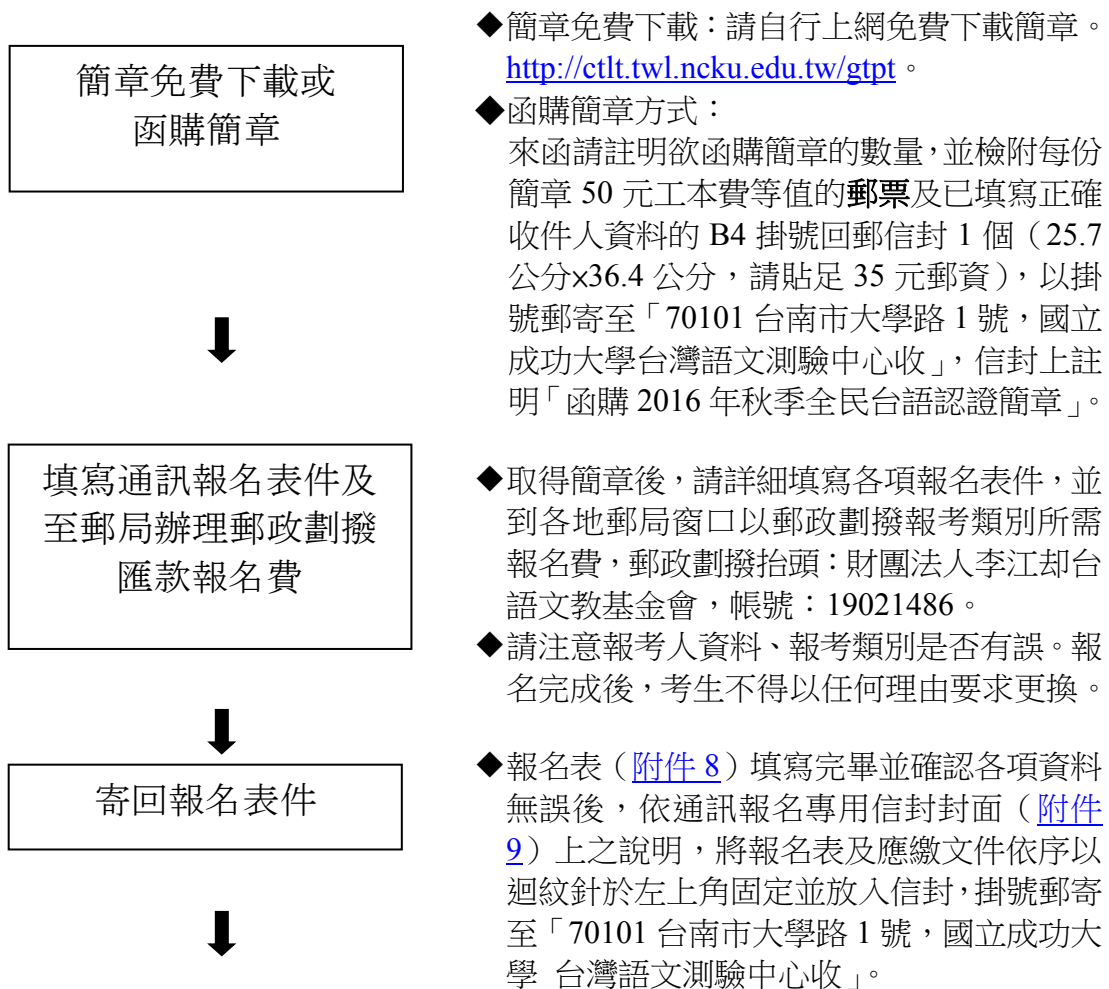 簡章免費下載或
函購簡章
◆簡章免費下載：請自行上網免費下載簡章。
http://ctlt.twl.ncku.edu.tw/gtpt。
◆函購簡章方式：
來函請註明欲函購簡章的數量，並檢附每份
簡章 50 元工本費等值的郵票及已填寫正確
收件人資料的 B4 掛號回郵信封 1 個（25.7
公分×36.4 公分，請貼足 35 元郵資），以掛
號郵寄至「70101 台南市大學路 1 號，國立
成功大學台灣語文測驗中心收」，信封上註
明「函購 2016 年秋季全民台語認證簡章」。
填寫通訊報名表件及
至郵局辦理郵政劃撥
匯款報名費
◆取得簡章後，請詳細填寫各項報名表件，並
到各地郵局窗口以郵政劃撥報考類別所需
報名費，郵政劃撥抬頭：財團法人李江却台
語文教基金會，帳號：19021486。
◆請注意報考人資料、報考類別是否有誤。報
名完成後，考生不得以任何理由要求更換。
寄回報名表件
◆報名表（附件 8）填寫完畢並確認各項資料
無誤後，依通訊報名專用信封封面（附件
9）上之說明，將報名表及應繳文件依序以
迴紋針於左上角固定並放入信封，掛號郵寄
至「70101 台南市大學路 1 號，國立成功大
學 台灣語文測驗中心收」。